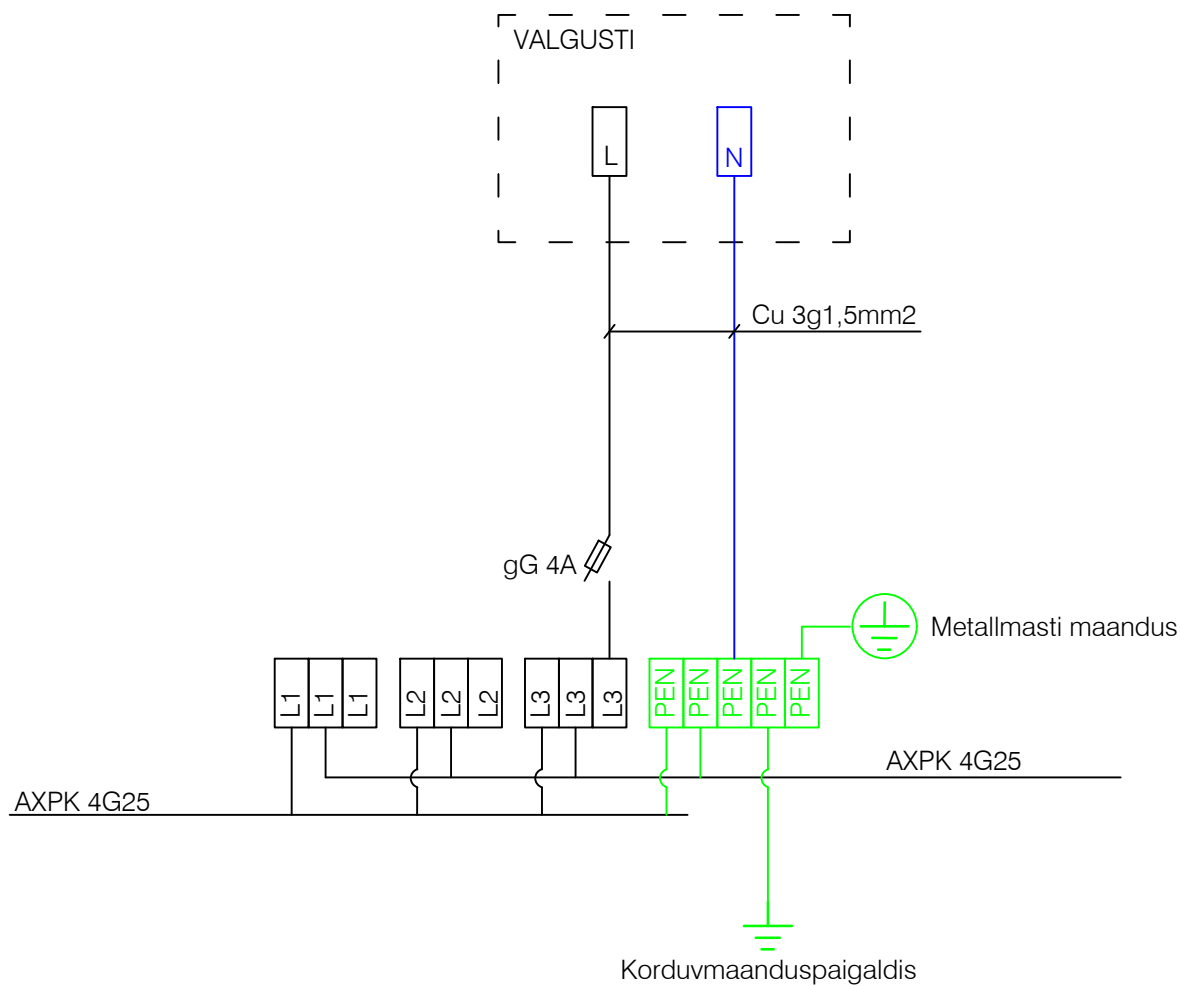 VALGUSTI
L
N
Cu 3g1,5mm2
gG 4A
Metallmasti maandus
L1 L1 L1 L2 L2 L2 L3 L3 L3 PEN PEN PEN PEN PEN
AXPK 4G25
AXPK 4G25
Korduvmaanduspaigaldis